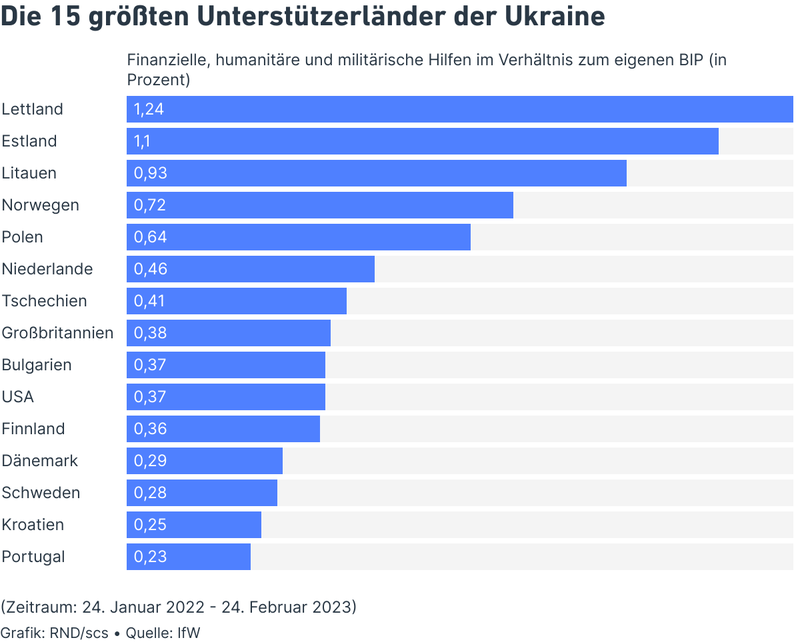 Die 15 größten Unterstützerländer der Ukraine
Finanzielle, humanitäre und militärische Hilfen im Verhältnis zum eigenen BIP (in
Prozent)
Lettland 1,24
Estland 1,1
Litauen 0,93
Norwegen 0,72
Polen 0,64
Niederlande 0,46
Tschechien 0,41
Großbritannien 0,38
Bulgarien 0,37
USA 0,37
Finnland 0,36
Dänemark 0,29
Schweden 0,28
Kroatien 0,25
Portugal 0,23
(Zeitraum: 24. Januar 2022 - 24. Februar 2023)
Grafik: RND/scs • Quelle: IfW